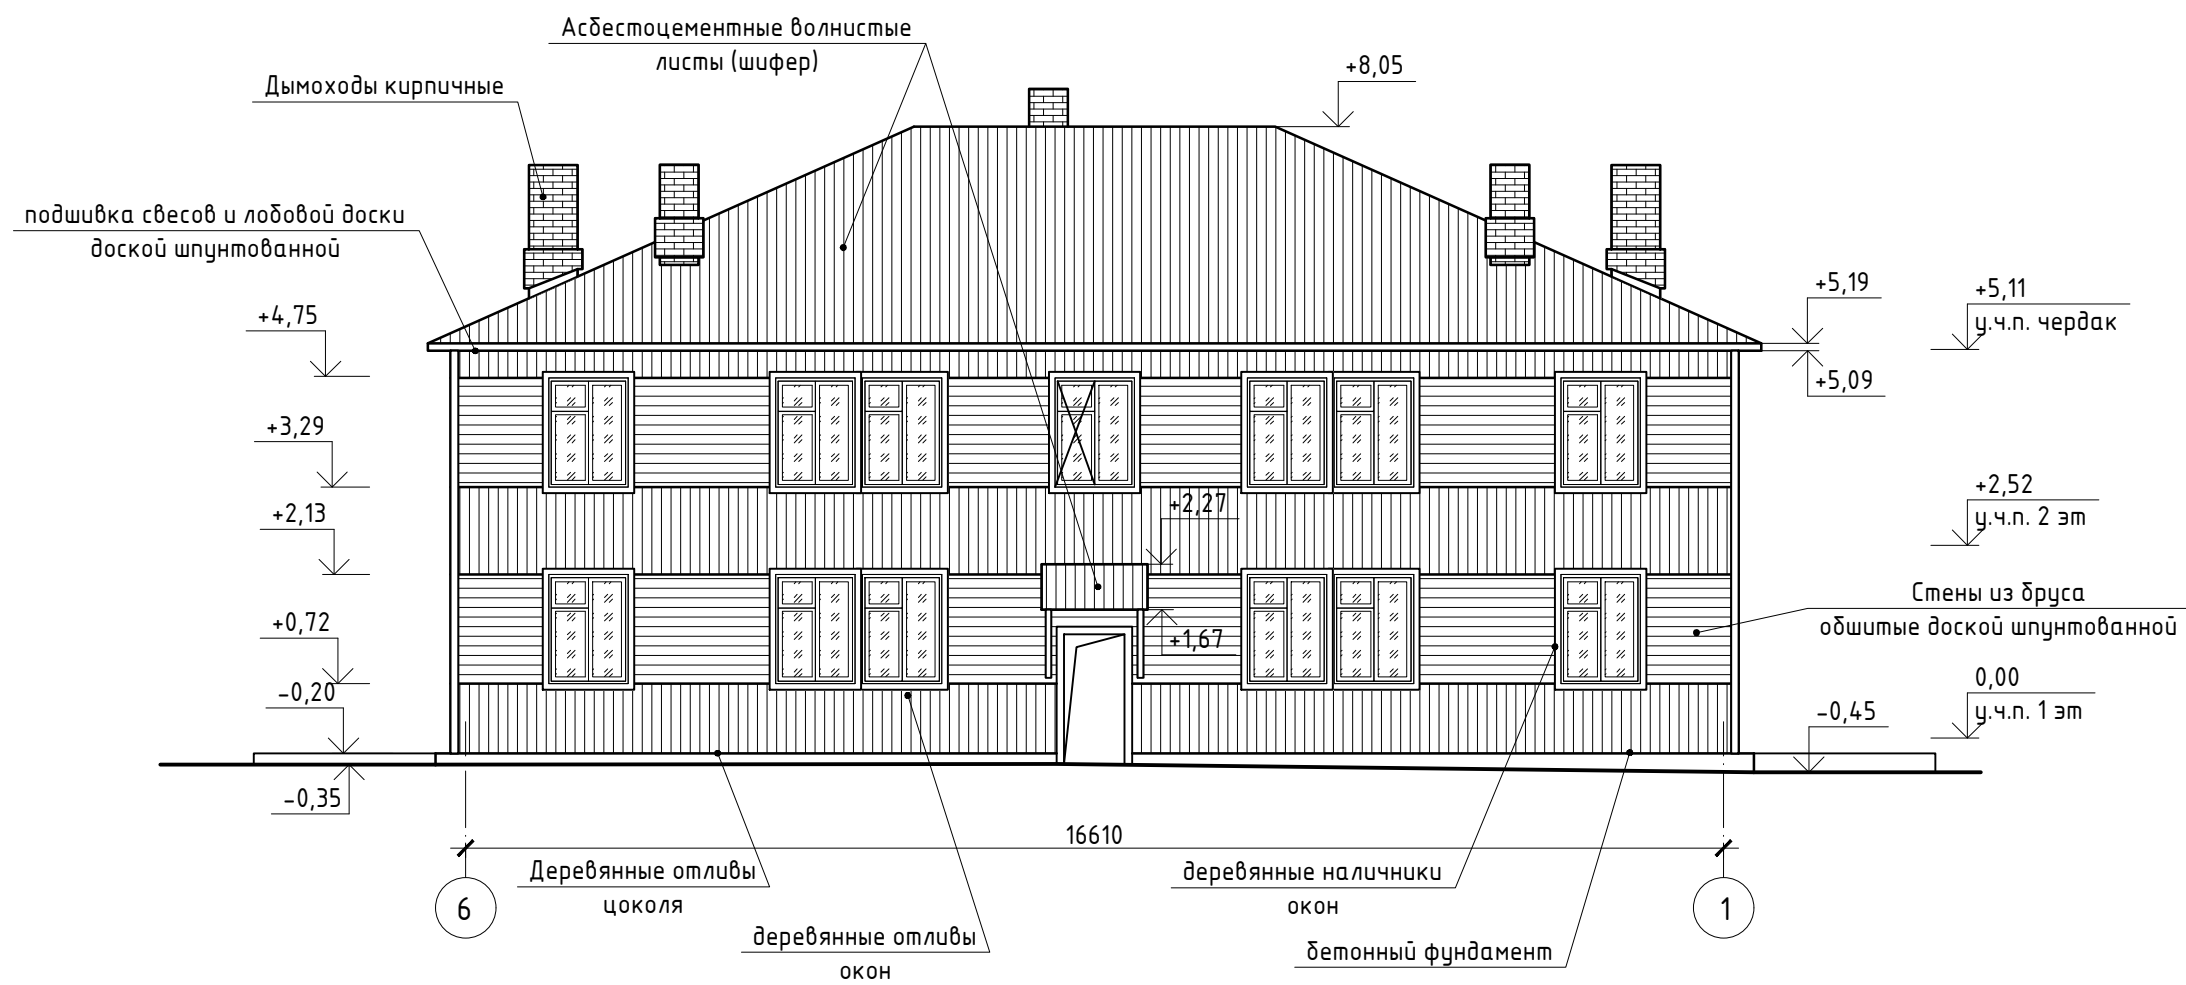 Асбестоцементные волнистые
листы (шифер)
+8,05
Дымоходы кирпичные
подшивка свесов и лобовой доски
доской шпунтованной
+5,19
+5,11
у.ч.п. чердак
+4,75
+5,09
+3,29
+2,52
у.ч.п. 2 эт
+2,27
+2,13
Стены из бруса
обшитые доской шпунтованной
+0,72
+1,67
0,00
у.ч.п. 1 эт
-0,20
-0,45
-0,35
16610
Деревянные отливы
цоколя
деревянные наличники
окон
6
1
деревянные отливы
окон
бетонный фундамент